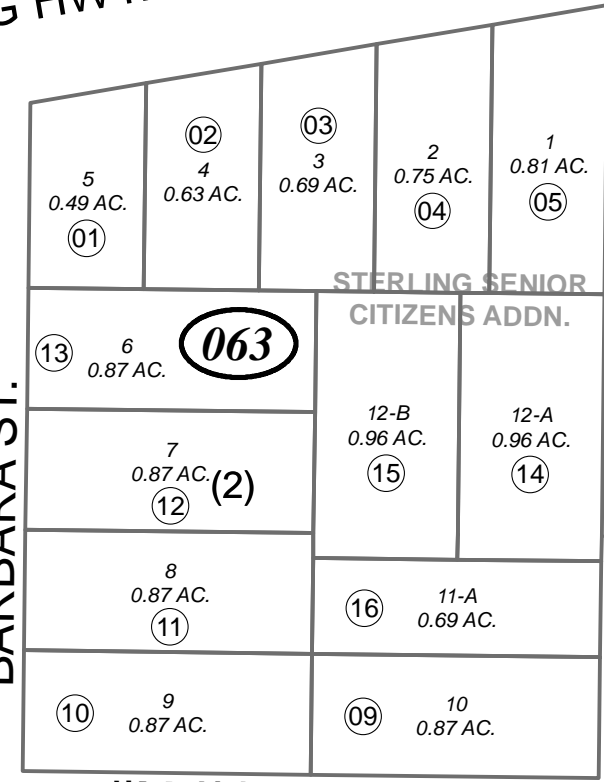 5
0.49 AC.
01
02
4
0.63 AC.
03
3
0.69 AC.
2
0.75 AC.
04
1
0.81 AC.
05
STERLING SENIOR
CITIZENS ADDN.
13
6
0.87 AC.
063
7
0.87 AC.
12
(2)
12-B
0.96 AC.
15
12-A
0.96 AC.
14
8
0.87 AC.
11
16
11-A
0.69 AC.
10
9
0.87 AC.
09
10
0.87 AC.
BARBARA ST.